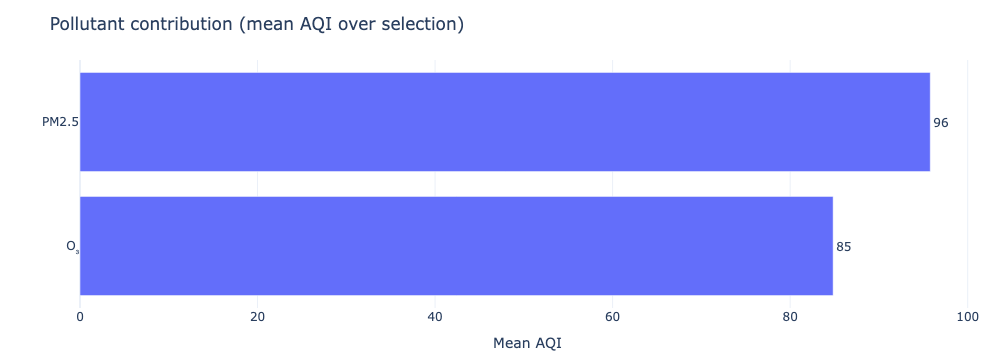 Pollutant contribution (mean AQI over selection)
PM2.5
96
O₃
85
0 20 40 60 80 100
Mean AQI